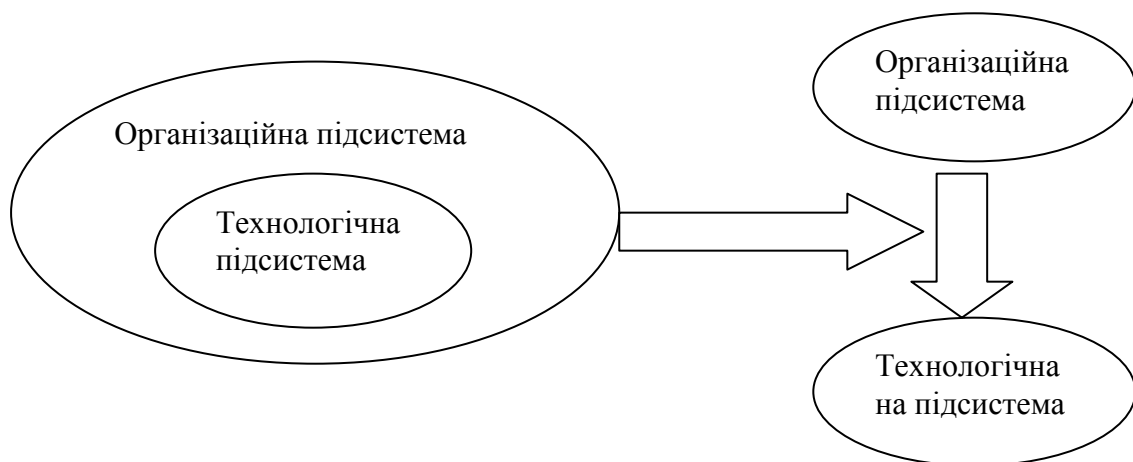 Організаційна підсистема
Технологічна
підсистема
Організаційна
підсистема
Технологічна
на підсистема